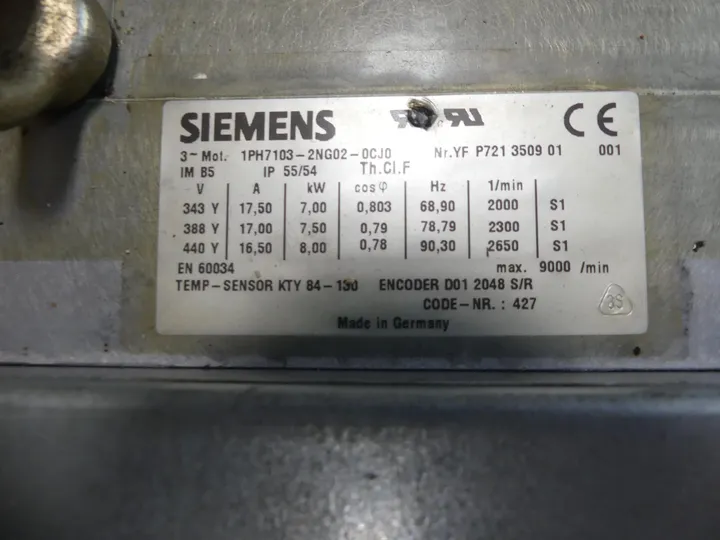 SIEMENS
CE
3~Mot. 1PH7103-2NG02-0CJ0 Nr.YF P721 3509 01 001
IM B5 IP 55/54 Th.Cl.F
V A kW cosφ Hz 1/min
343 Y 17,50 7,00 0,803 68,90 2000 S1
388 Y 17,00 7,50 0,79 78,79 2300 S1
440 Y 16,50 8,00 0,78 90,30 2650 S1
EN 60034 max. 9000 /min
TEMP-SENSOR KTY 84-130 ENCODER D01 2048 S/R
CODE-NR.: 427
Made in Germany